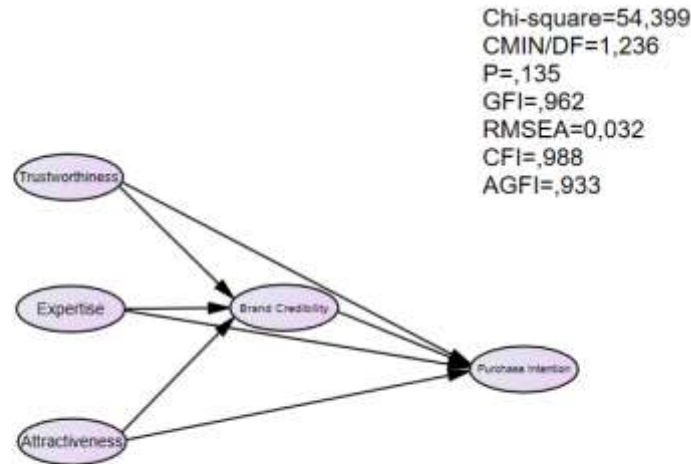 Chi-square=54,399
CMIN/DF=1,236
P=,135
GFI=,962
RMSEA=0,032
CFI=,988
AGFI=,933
Trustworthiness
Expertise
Brand Credibility
Purchase Intention
Attractiveness